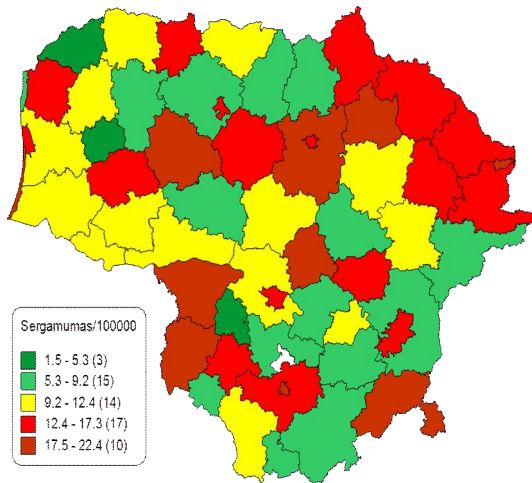 Sergamumas/100000
1.5 - 5.3 (3)
5.3 - 9.2 (15)
9.2 - 12.4 (14)
12.4 - 17.3 (17)
17.5 - 22.4 (10)